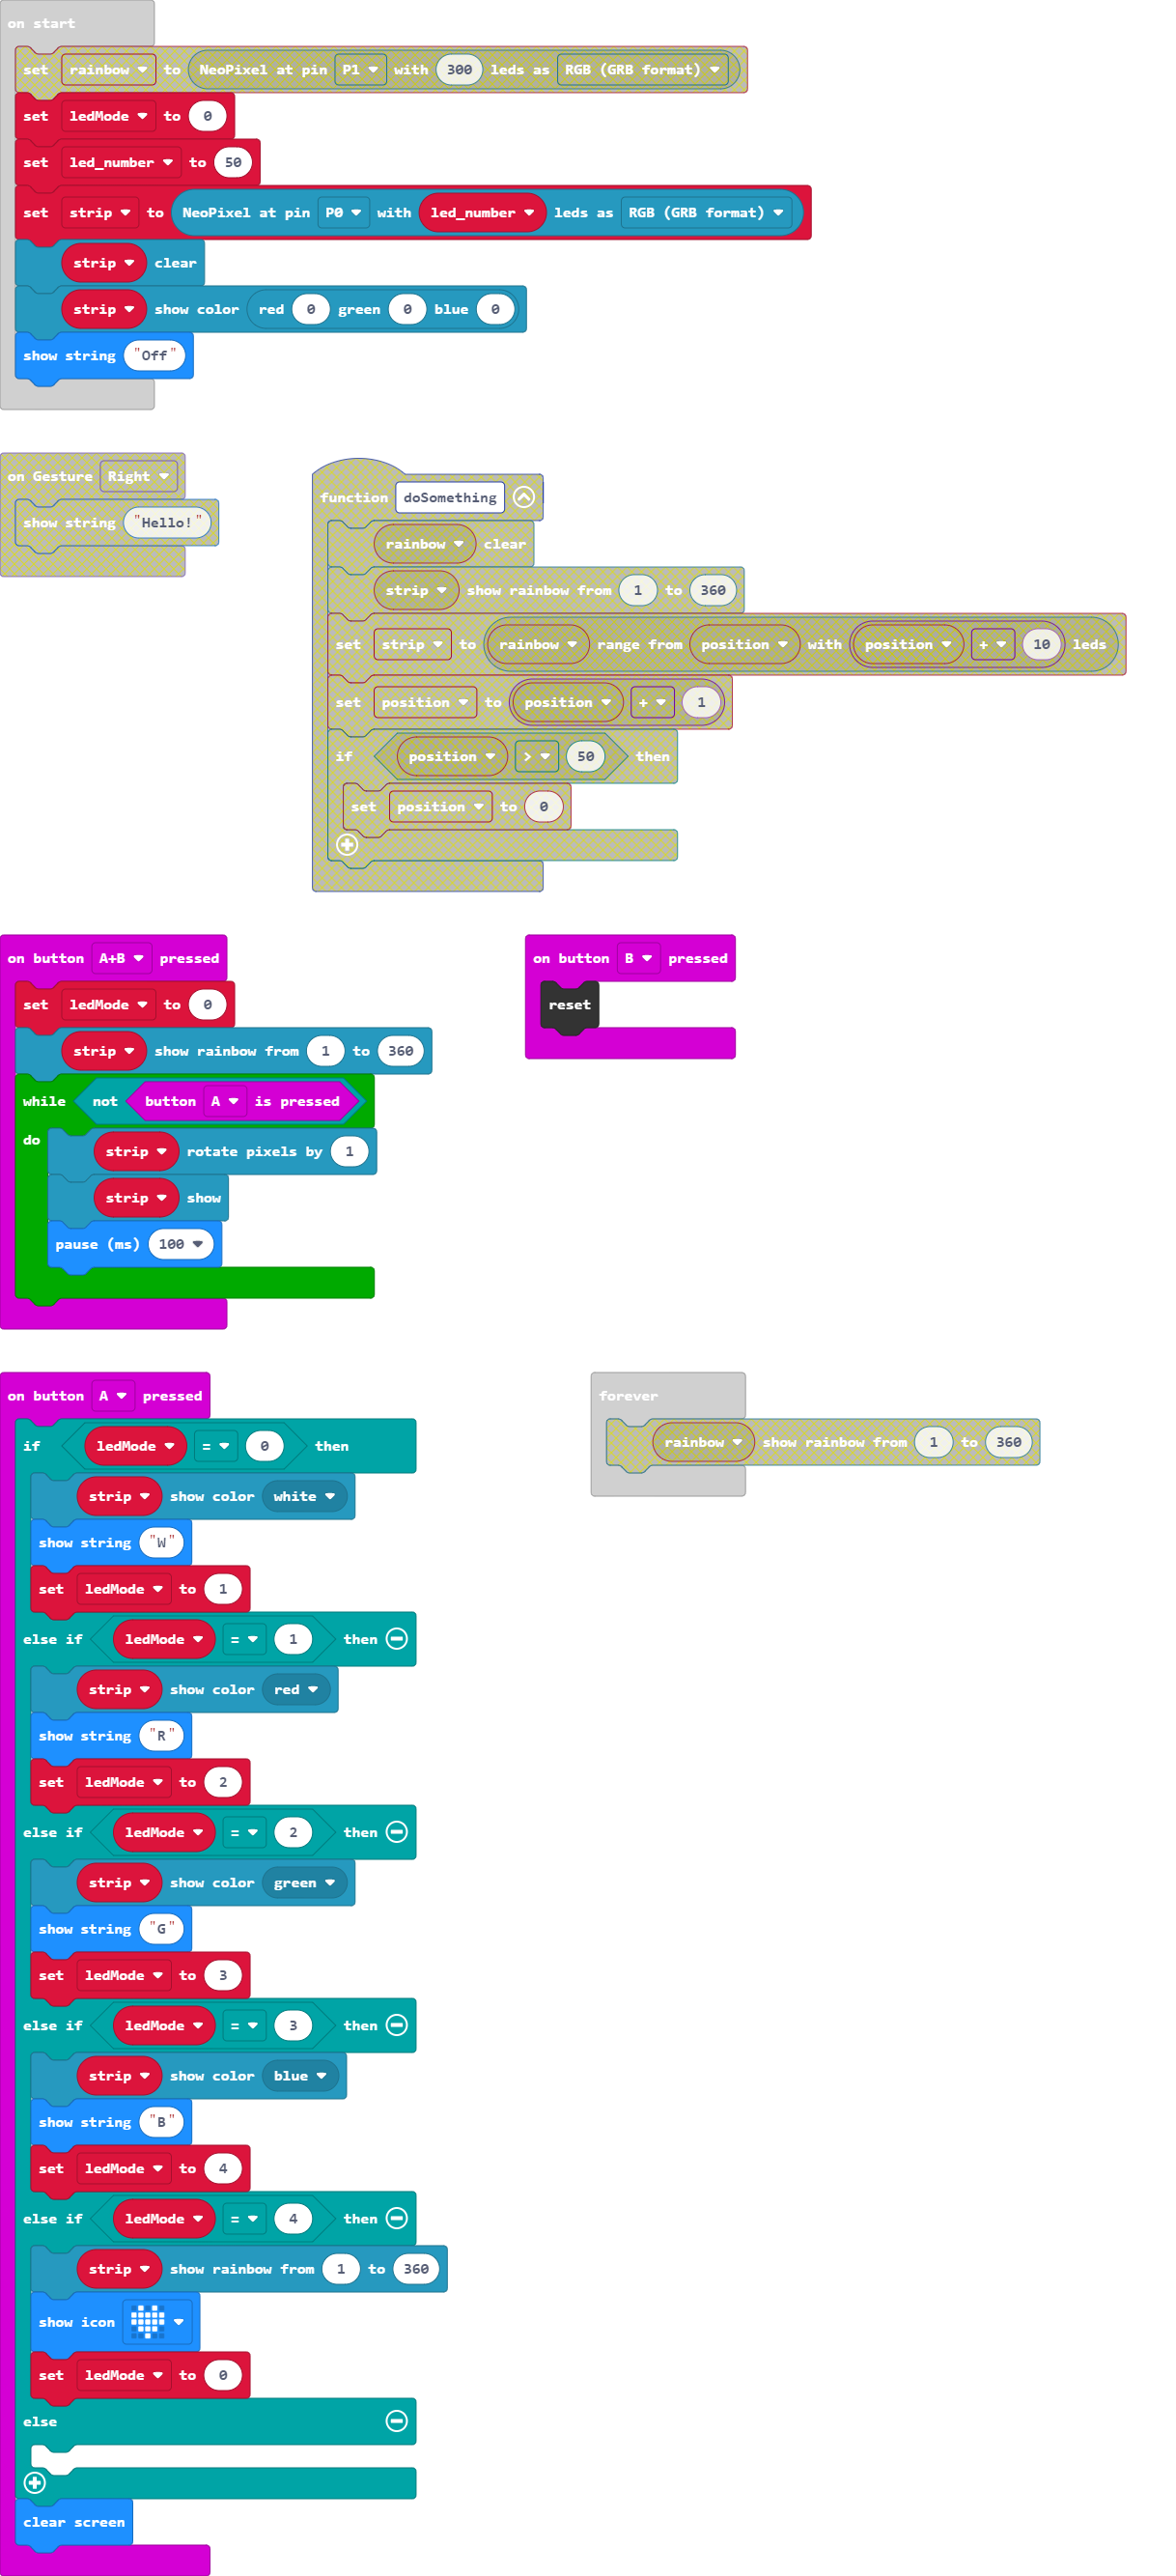 on start
set rainbow to NeoPixel at pin P1 with 300 leds as RGB (GRB format)
set ledMode to 0
set led_number to 50
set strip to NeoPixel at pin P0 with led_number leds as RGB (GRB format)
strip clear
strip show color red 0 green 0 blue 0
show string "Off"
on Gesture Right
show string "Hello!"
function doSomething
rainbow clear
strip show rainbow from 1 to 360
set strip to rainbow range from position with position + 10 leds
set position to position + 1
if position > 50 then
set position to 0
on button A+B pressed
set ledMode to 0
strip show rainbow from 1 to 360
while not button A is pressed
do
strip rotate pixels by 1
strip show
pause (ms) 100
on button B pressed
reset
on button A pressed
if ledMode = 0 then
strip show color white
show string "W"
set ledMode to 1
else if ledMode = 1 then
strip show color red
show string "R"
set ledMode to 2
else if ledMode = 2 then
strip show color green
show string "G"
set ledMode to 3
else if ledMode = 3 then
strip show color blue
show string "B"
set ledMode to 4
else if ledMode = 4 then
strip show rainbow from 1 to 360
show icon
set ledMode to 0
else
clear screen
forever
rainbow show rainbow from 1 to 360